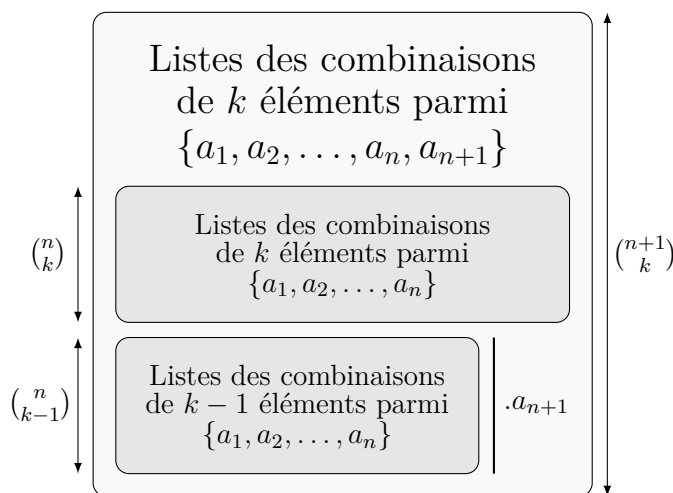 Listes des combinaisons
de k éléments parmi
{a₁, a₂, . . . , aₙ, aₙ₊₁}
Listes des combinaisons
de k éléments parmi
{a₁, a₂, . . . , aₙ}
(n k)
(n+1 k)
Listes des combinaisons
de k − 1 éléments parmi
{a₁, a₂, . . . , aₙ}
(n k−1)
.aₙ₊₁